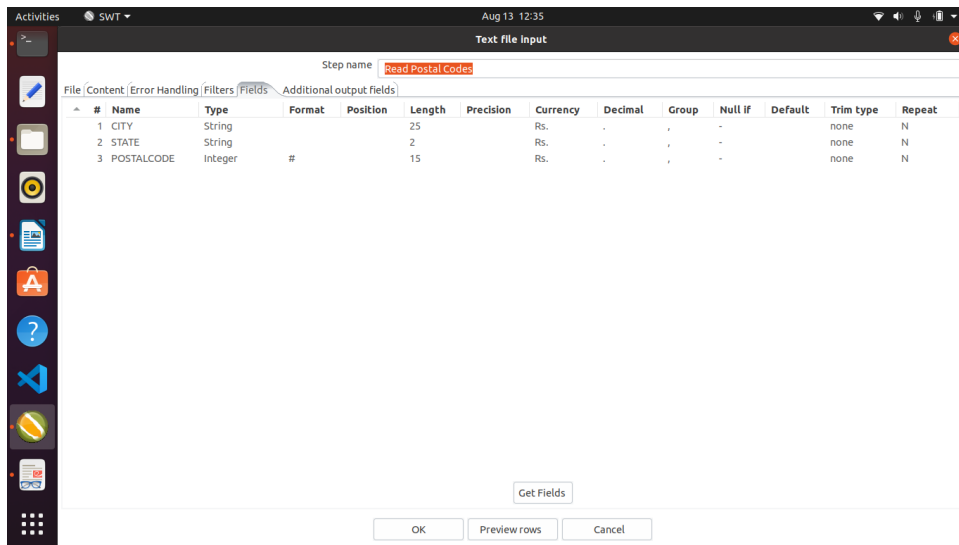 Activities SWT Aug 13 12:35
Text file input
Step name Read Postal Codes
File Content Error Handling Filters Fields Additional output fields
# Name Type Format Position Length Precision Currency Decimal Group Null if Default Trim type Repeat
1 CITY String 25 Rs. . , - none N
2 STATE String 2 Rs. . , - none N
3 POSTALCODE Integer # 15 Rs. . , - none N
Get Fields
OK Preview rows Cancel